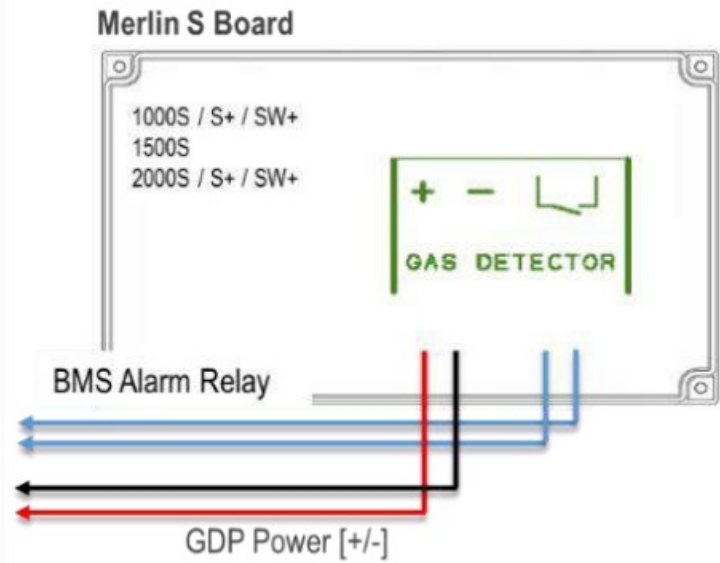 Merlin S Board
1000S / S+ / SW+
1500S
2000S / S+ / SW+
+ −
GAS DETECTOR
BMS Alarm Relay
GDP Power [+/-]